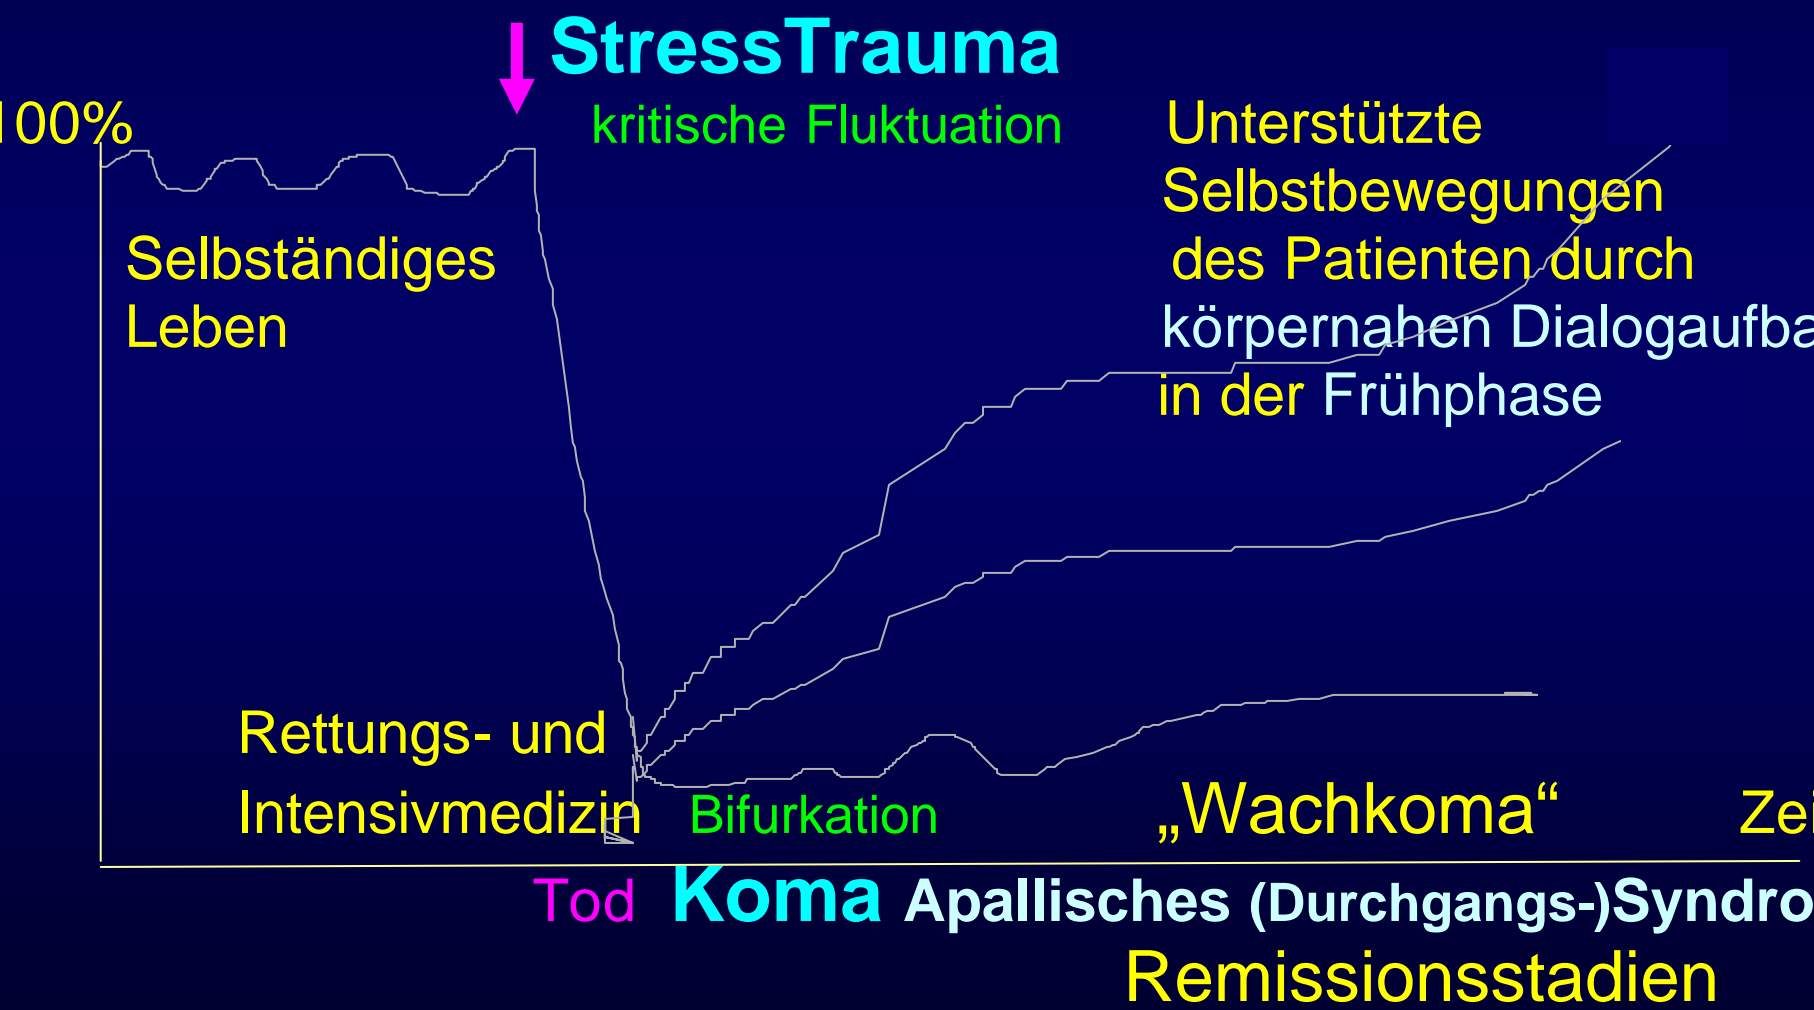 StressTrauma
100%
kritische Fluktuation
Unterstützte
Selbstbewegungen
des Patienten durch
körpernahen Dialogaufba
in der Frühphase
Selbständiges
Leben
Rettungs- und
Intensivmedizin
Bifurkation
„Wachkoma“
Zei
Tod Koma Apallisches (Durchgangs-)Syndro
Remissionsstadien